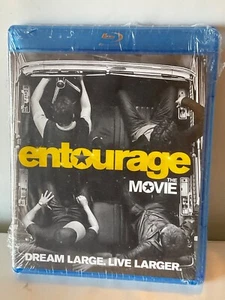 entourage
THE
MOVIE
DREAM LARGE. LIVE LARGER.